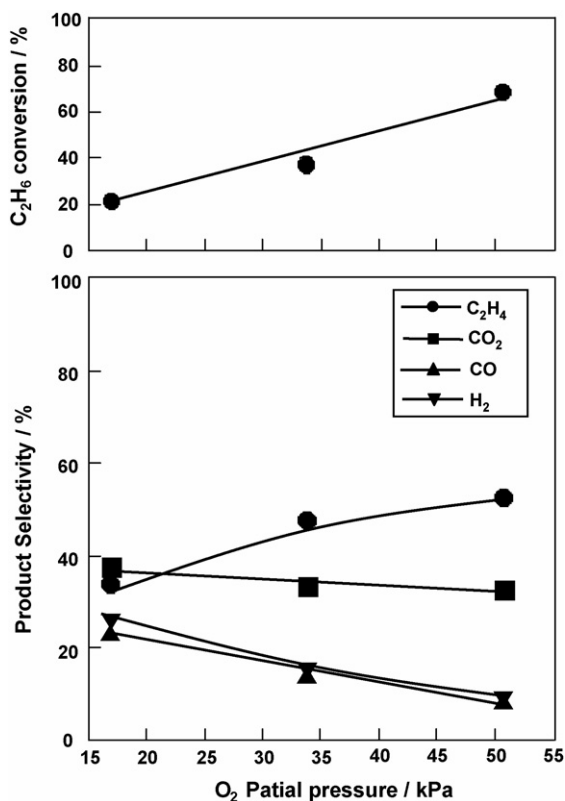 100
80
60
40
20
0
C₂H₆ conversion / %
100
80
60
40
20
0
Product Selectivity / %
C₂H₄
CO₂
CO
H₂
15 20 25 30 35 40 45 50 55
O₂ Patial pressure / kPa